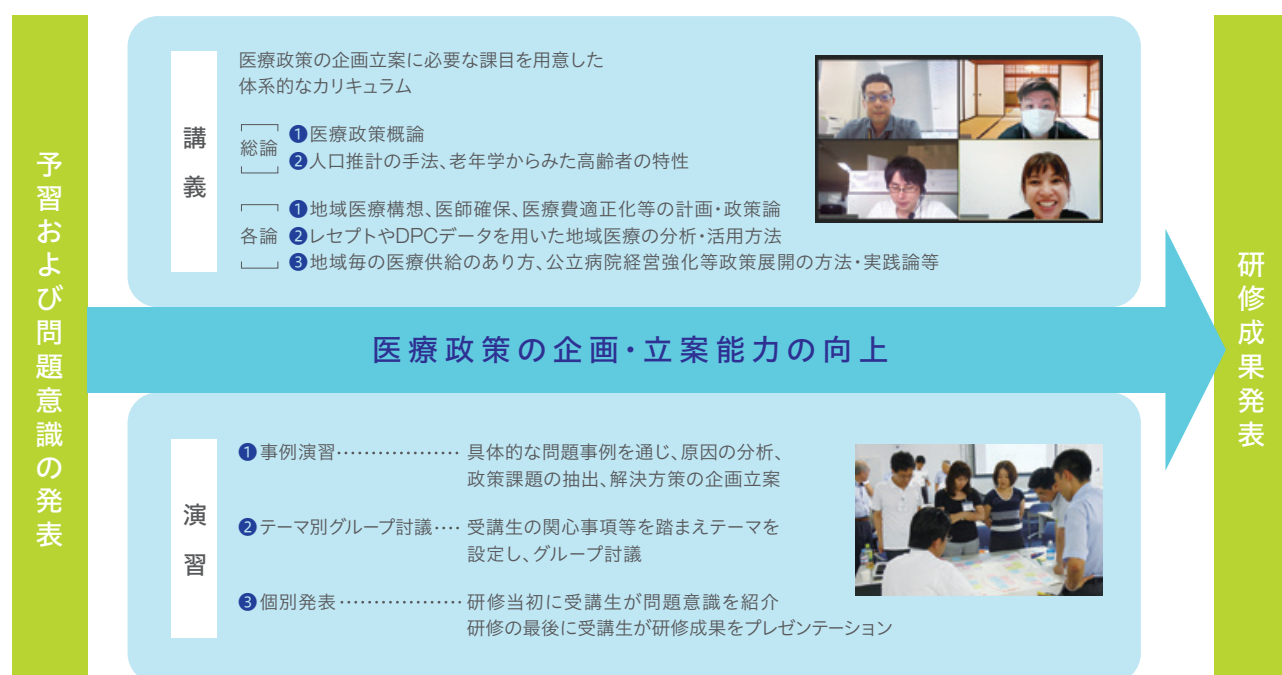 予習および問題意識の発表
講義
医療政策の企画立案に必要な課目を用意した
体系的なカリキュラム
総論
❶医療政策概論
❷人口推計の手法、老年学からみた高齢者の特性
各論
❶地域医療構想、医師確保、医療費適正化等の計画・政策論
❷レセプトやDPCデータを用いた地域医療の分析・活用方法
❸地域毎の医療供給のあり方、公立病院経営強化等政策展開の方法・実践論等
医療政策の企画・立案能力の向上
演習
❶事例演習‥‥‥‥‥‥‥‥‥具体的な問題事例を通じ、原因の分析、
政策課題の抽出、解決方策の企画立案
❷テーマ別グループ討議‥‥受講生の関心事項等を踏まえテーマを
設定し、グループ討議
❸個別発表‥‥‥‥‥‥‥‥‥研修当初に受講生が問題意識を紹介
研修の最後に受講生が研修成果をプレゼンテーション
研修成果発表